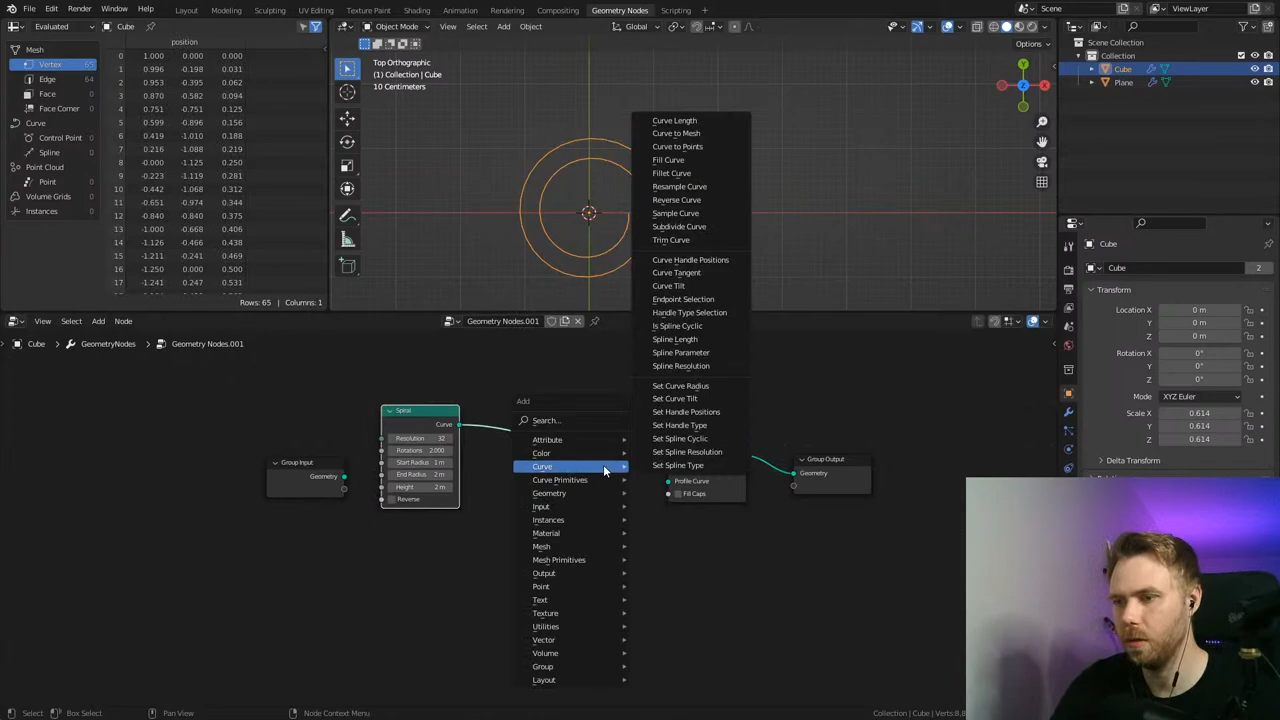 File Edit Render Window Help Layout Modeling Sculpting UV Editing Texture Paint Shading Animation Rendering Compositing Geometry Nodes Scripting Scene ViewLayer
Evaluated Cube
Object Mode View Select Add Object Global
Options
position
Mesh
Vertex 65
Edge 64
Face 0
Face Corner 0
Curve
Control Point 0
Spline 0
Point Cloud
Point 0
Volume Grids 0
Instances 0
0 1.000 0.000 0.000
1 0.996 -0.198 0.031
2 0.953 -0.395 0.062
3 0.870 -0.582 0.094
4 0.751 -0.751 0.125
5 0.599 -0.896 0.156
6 0.419 -1.010 0.188
7 0.216 -1.088 0.219
8 -0.000 -1.125 0.250
9 -0.223 -1.119 0.281
10 -0.442 -1.068 0.312
11 -0.651 -0.974 0.344
12 -0.840 -0.840 0.375
13 -1.000 -0.668 0.406
14 -1.126 -0.466 0.438
15 -1.211 -0.241 0.469
16 -1.250 -0.000 0.500
17 -1.241 0.247 0.531
Rows: 65 | Columns: 1
Top Orthographic
(1) Collection | Cube
10 Centimeters
Y
X
Z
Scene Collection
Collection
Cube
Plane
Cube
Cube 2
Transform
Location X 0 m
Y 0 m
Z 0 m
Rotation X 0°
Y 0°
Z 0°
Mode XYZ Euler
Scale X 0.614
Y 0.614
Z 0.614
Delta Transform
View Select Add Node
Geometry Nodes.001
Cube GeometryNodes Geometry Nodes.001
Group Input
Geometry
Spiral
Curve
Resolution 32
Rotations 2.000
Start Radius 1 m
End Radius 2 m
Height 2 m
Reverse
Add
Search...
Attribute
Color
Curve
Curve Primitives
Geometry
Input
Instances
Material
Mesh
Mesh Primitives
Output
Point
Text
Texture
Utilities
Vector
Volume
Group
Layout
Curve Length
Curve to Mesh
Curve to Points
Fill Curve
Fillet Curve
Resample Curve
Reverse Curve
Sample Curve
Subdivide Curve
Trim Curve
Curve Handle Positions
Curve Tangent
Curve Tilt
Endpoint Selection
Handle Type Selection
Is Spline Cyclic
Spline Length
Spline Parameter
Spline Resolution
Set Curve Radius
Set Curve Tilt
Set Handle Positions
Set Handle Type
Set Spline Cyclic
Set Spline Resolution
Set Spline Type
Profile Curve
Fill Caps
Group Output
Geometry
Select Box Select Pan View Node Context Menu Collection | Cube | Verts:8,8